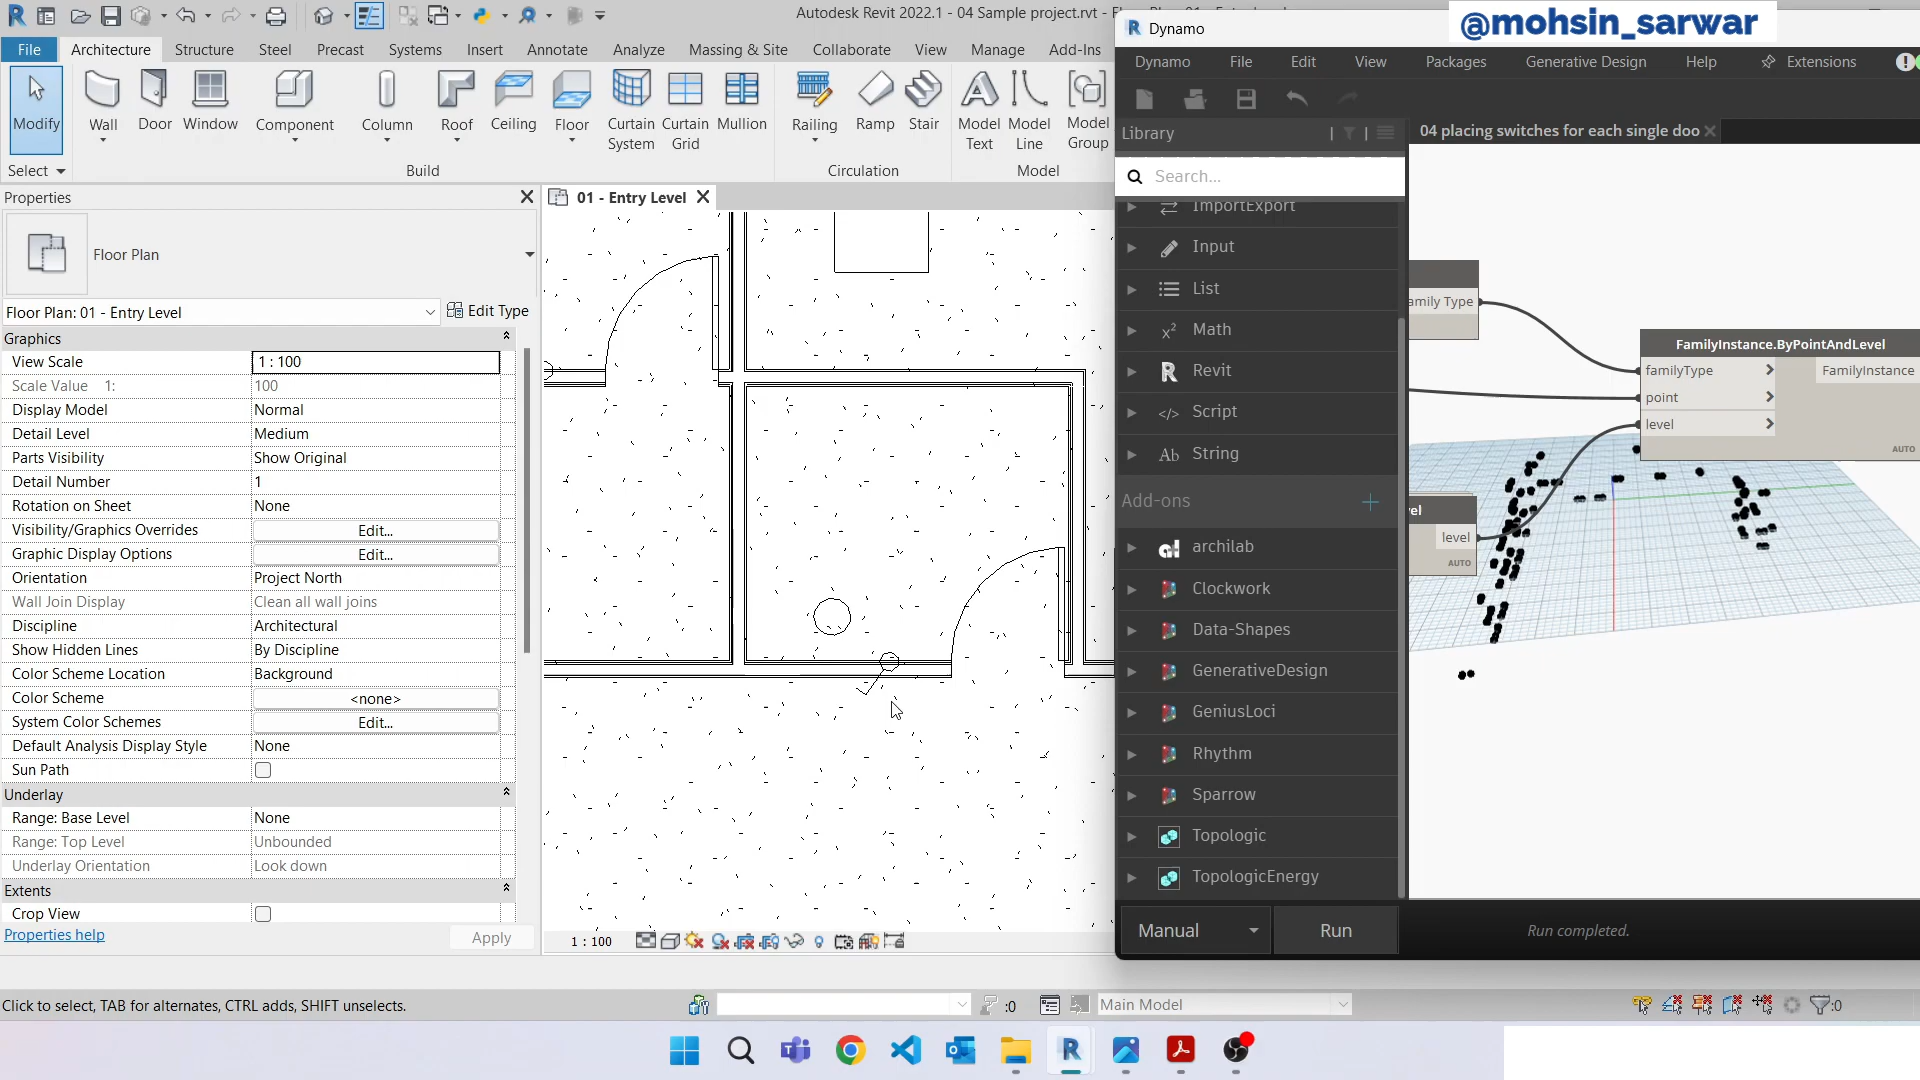 Autodesk Revit 2022.1 - 04 Sample project.rvt - F
File
Architecture
Structure
Steel
Precast
Systems
Insert
Annotate
Analyze
Massing & Site
Collaborate
View
Manage
Add-Ins
Modify
Wall
Door
Window
Component
Column
Roof
Ceiling
Floor
Curtain System
Curtain Grid
Mullion
Railing
Ramp
Stair
Model Text
Model Line
Model Group
Select
Build
Circulation
Model
Properties
Floor Plan
Floor Plan: 01 - Entry Level
Edit Type
Graphics
View Scale 1 : 100
Scale Value 1: 100
Display Model Normal
Detail Level Medium
Parts Visibility Show Original
Detail Number 1
Rotation on Sheet None
Visibility/Graphics Overrides Edit...
Graphic Display Options Edit...
Orientation Project North
Wall Join Display Clean all wall joins
Discipline Architectural
Show Hidden Lines By Discipline
Color Scheme Location Background
Color Scheme <none>
System Color Schemes Edit...
Default Analysis Display Style None
Sun Path
Underlay
Range: Base Level None
Range: Top Level Unbounded
Underlay Orientation Look down
Extents
Crop View
Properties help
Apply
01 - Entry Level
1 : 100
@mohsin_sarwar
Dynamo
Dynamo
File
Edit
View
Packages
Generative Design
Help
Extensions
Library
04 placing switches for each single doo
Search...
ImportExport
Input
List
Math
Revit
Script
String
Add-ons
archilab
Clockwork
Data-Shapes
GenerativeDesign
GeniusLoci
Rhythm
Sparrow
Topologic
TopologicEnergy
Manual
Run
Run completed.
amily Type
FamilyInstance.ByPointAndLevel
familyType > FamilyInstance
point >
level >
AUTO
vel
level
AUTO
Click to select, TAB for alternates, CTRL adds, SHIFT unselects.
:0
Main Model
:0